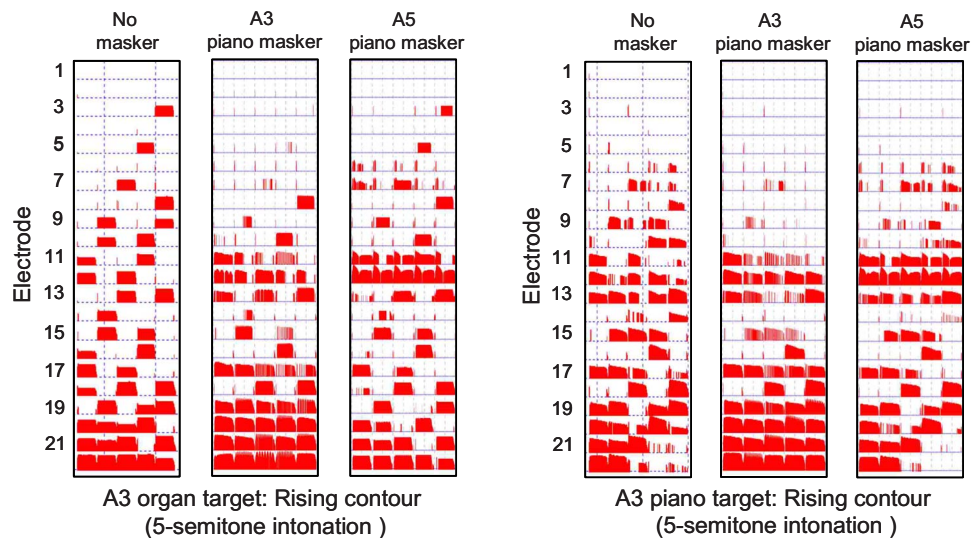 No
masker
A3
piano masker
A5
piano masker
No
masker
A3
piano masker
A5
piano masker
Electrode
1
3
5
7
9
11
13
15
17
19
21
Electrode
1
3
5
7
9
11
13
15
17
19
21
A3 organ target: Rising contour
(5-semitone intonation )
A3 piano target: Rising contour
(5-semitone intonation )